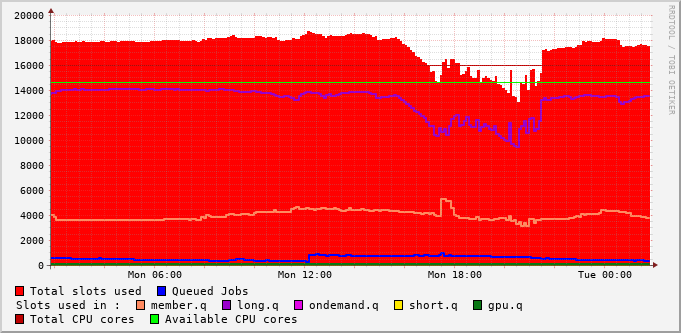 20000
18000
16000
14000
12000
10000
8000
6000
4000
2000
0
Mon 06:00 Mon 12:00 Mon 18:00 Tue 00:00
Total slots used Queued Jobs
Slots used in : member.q long.q ondemand.q short.q gpu.q
Total CPU cores Available CPU cores
RRDTOOL / TOBI OETIKER